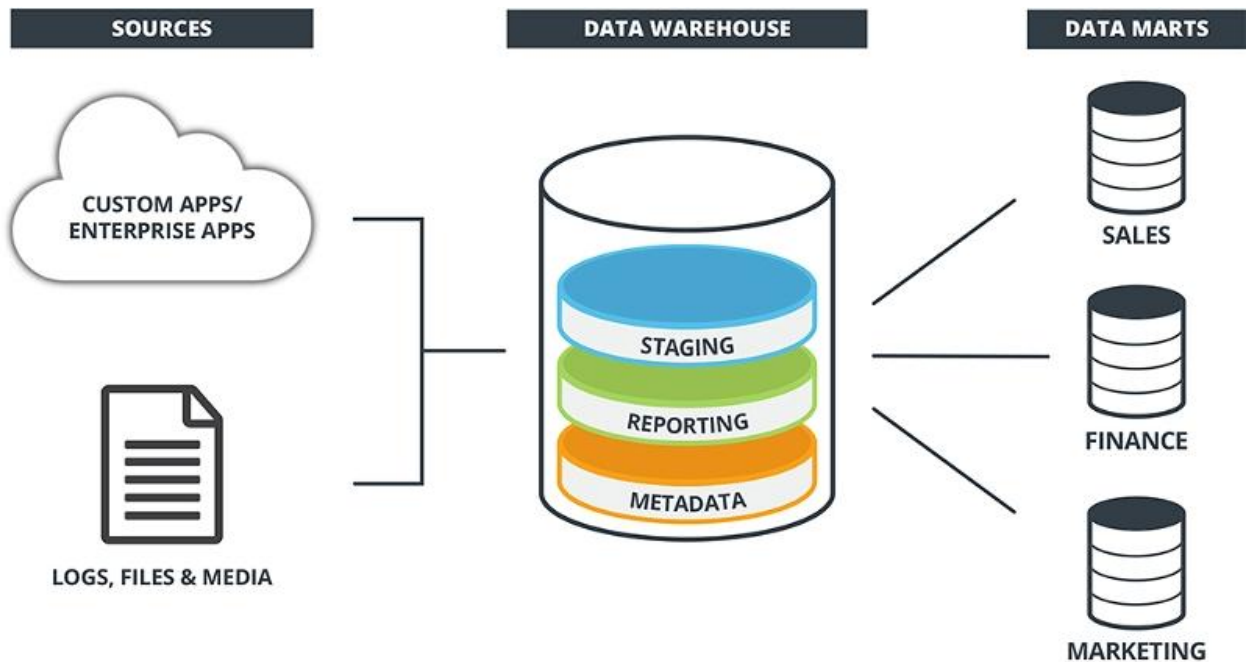 SOURCES
DATA WAREHOUSE
DATA MARTS
CUSTOM APPS/
ENTERPRISE APPS
LOGS, FILES & MEDIA
STAGING
REPORTING
METADATA
SALES
FINANCE
MARKETING